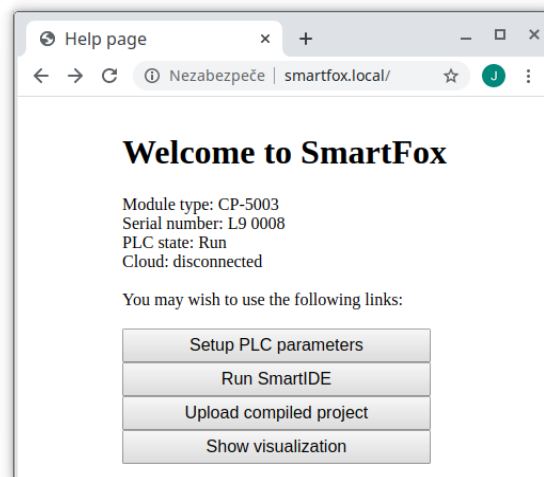 Help page
Nezabezpeče smartfox.local/
J
Welcome to SmartFox
Module type: CP-5003
Serial number: L9 0008
PLC state: Run
Cloud: disconnected
You may wish to use the following links:
Setup PLC parameters
Run SmartIDE
Upload compiled project
Show visualization